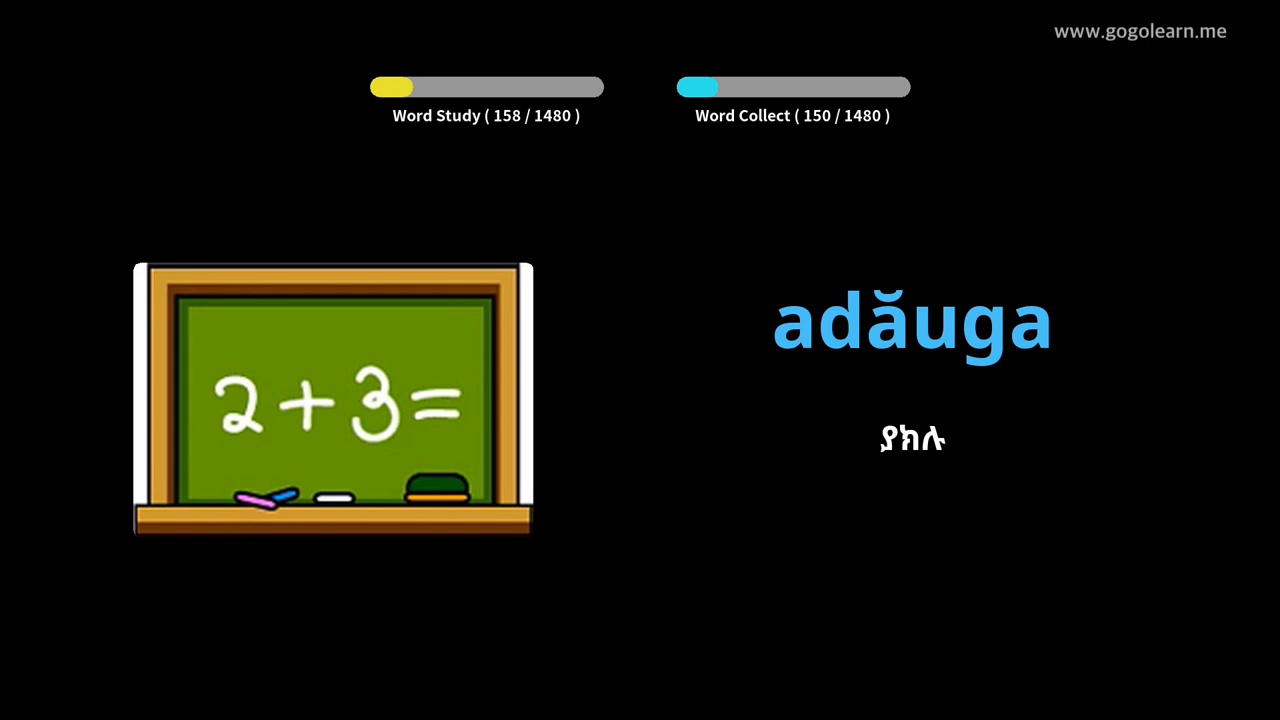 www.gogolearn.me
Word Study ( 158 / 1480 )
Word Collect ( 150 / 1480 )
2+3=
adăuga
ያክሉ